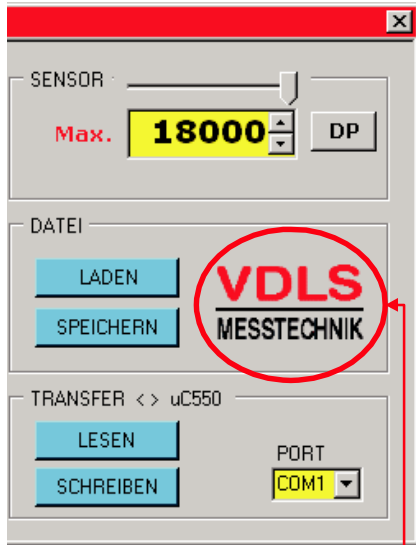 SENSOR
Max. 18000 DP
DATEI
LADEN
SPEICHERN
VDLS
MESSTECHNIK
TRANSFER <> uC550
LESEN
SCHREIBEN
PORT
COM1